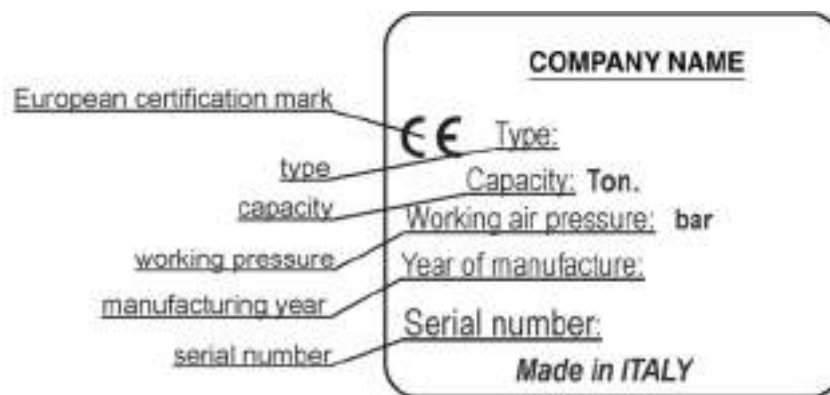 COMPANY NAME
European certification mark
CE Type:
type
Capacity: Ton.
capacity
Working air pressure: bar
working pressure
Year of manufacture:
manufacturing year
Serial number:
serial number
Made in ITALY